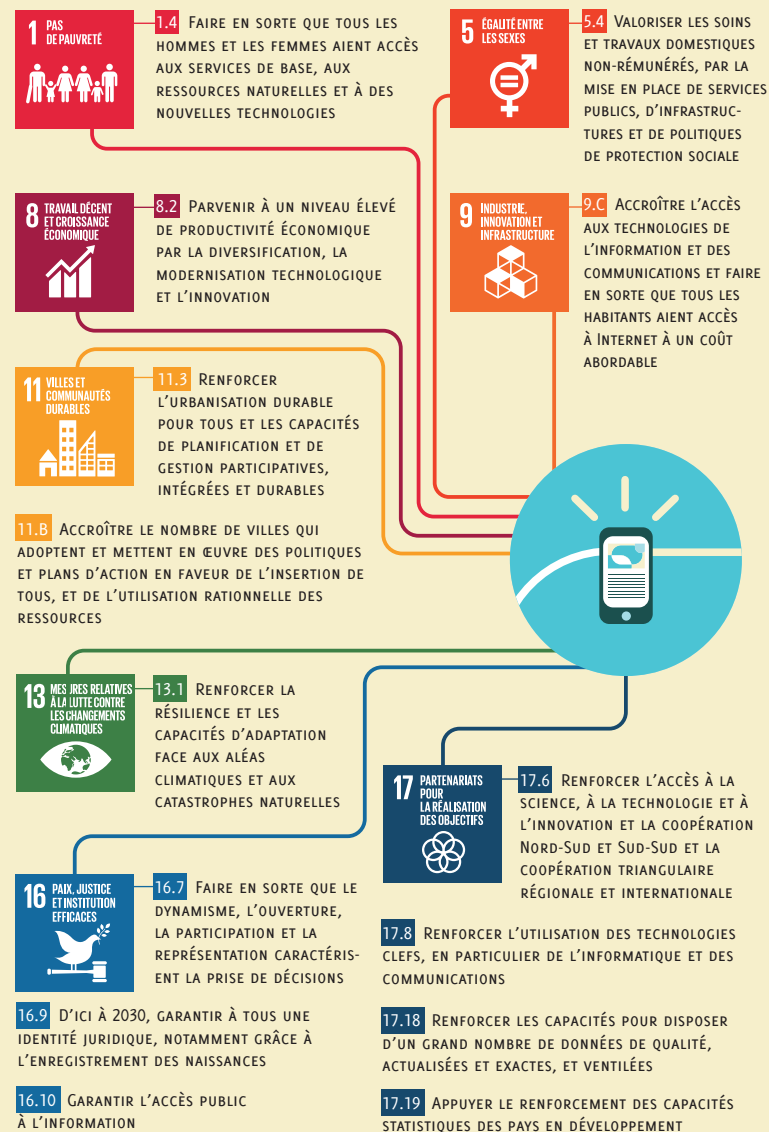 1 PAS
DE PAUVRETÉ
1.4 Faire en sorte que tous les
hommes et les femmes aient accès
aux services de base, aux
ressources naturelles et à des
nouvelles technologies
5 ÉGALITÉ ENTRE
LES SEXES
5.4 Valoriser les soins
et travaux domestiques
non-rémunérés, par la
mise en place de services
publics, d'infrastruc-
tures et de politiques
de protection sociale
8 TRAVAIL DÉCENT
ET CROISSANCE
ÉCONOMIQUE
8.2 Parvenir à un niveau élevé
de productivité économique
par la diversification, la
modernisation technologique
et l'innovation
9 INDUSTRIE,
INNOVATION ET
INFRASTRUCTURE
9.C Accroître l'accès
aux technologies de
l'information et des
communications et faire
en sorte que tous les
habitants aient accès
à Internet à un coût
abordable
11 VILLES ET
COMMUNAUTÉS
DURABLES
11.3 Renforcer
l'urbanisation durable
pour tous et les capacités
de planification et de
gestion participatives,
intégrées et durables
11.B Accroître le nombre de villes qui
adoptent et mettent en œuvre des politiques
et plans d'action en faveur de l'insertion de
tous, et de l'utilisation rationnelle des
ressources
13 MESURES RELATIVES
À LA LUTTE CONTRE
LES CHANGEMENTS
CLIMATIQUES
13.1 Renforcer la
résilience et les
capacités d'adaptation
face aux aléas
climatiques et aux
catastrophes naturelles
16 PAIX, JUSTICE
ET INSTITUTION
EFFICACES
16.7 Faire en sorte que le
dynamisme, l'ouverture,
la participation et la
représentation caractéris-
ent la prise de décisions
16.9 D'ici à 2030, garantir à tous une
identité juridique, notamment grâce à
l'enregistrement des naissances
16.10 Garantir l'accès public
à l'information
17 PARTENARIATS
POUR
LA RÉALISATION
DES OBJECTIFS
17.6 Renforcer l'accès à la
science, à la technologie et à
l'innovation et la coopération
Nord-Sud et Sud-Sud et la
coopération triangulaire
régionale et internationale
17.8 Renforcer l'utilisation des technologies
clefs, en particulier de l'informatique et des
communications
17.18 Renforcer les capacités pour disposer
d'un grand nombre de données de qualité,
actualisées et exactes, et ventilées
17.19 Appuyer le renforcement des capacités
statistiques des pays en développement